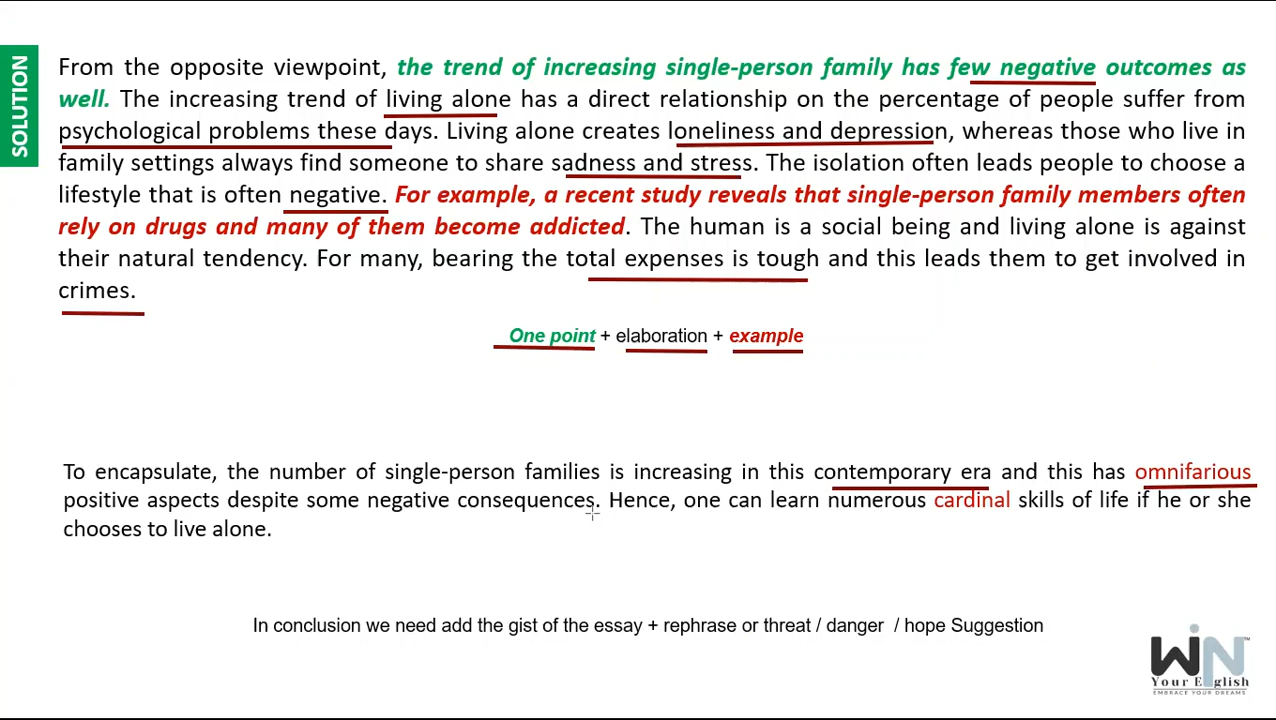 SOLUTION
From the opposite viewpoint, the trend of increasing single-person family has few negative outcomes as
well. The increasing trend of living alone has a direct relationship on the percentage of people suffer from
psychological problems these days. Living alone creates loneliness and depression, whereas those who live in
family settings always find someone to share sadness and stress. The isolation often leads people to choose a
lifestyle that is often negative. For example, a recent study reveals that single-person family members often
rely on drugs and many of them become addicted. The human is a social being and living alone is against
their natural tendency. For many, bearing the total expenses is tough and this leads them to get involved in
crimes.
One point + elaboration + example
To encapsulate, the number of single-person families is increasing in this contemporary era and this has omnifarious
positive aspects despite some negative consequences. Hence, one can learn numerous cardinal skills of life if he or she
chooses to live alone.
In conclusion we need add the gist of the essay + rephrase or threat / danger / hope Suggestion
WiN
TM
Your English
EMBRACE YOUR DREAMS